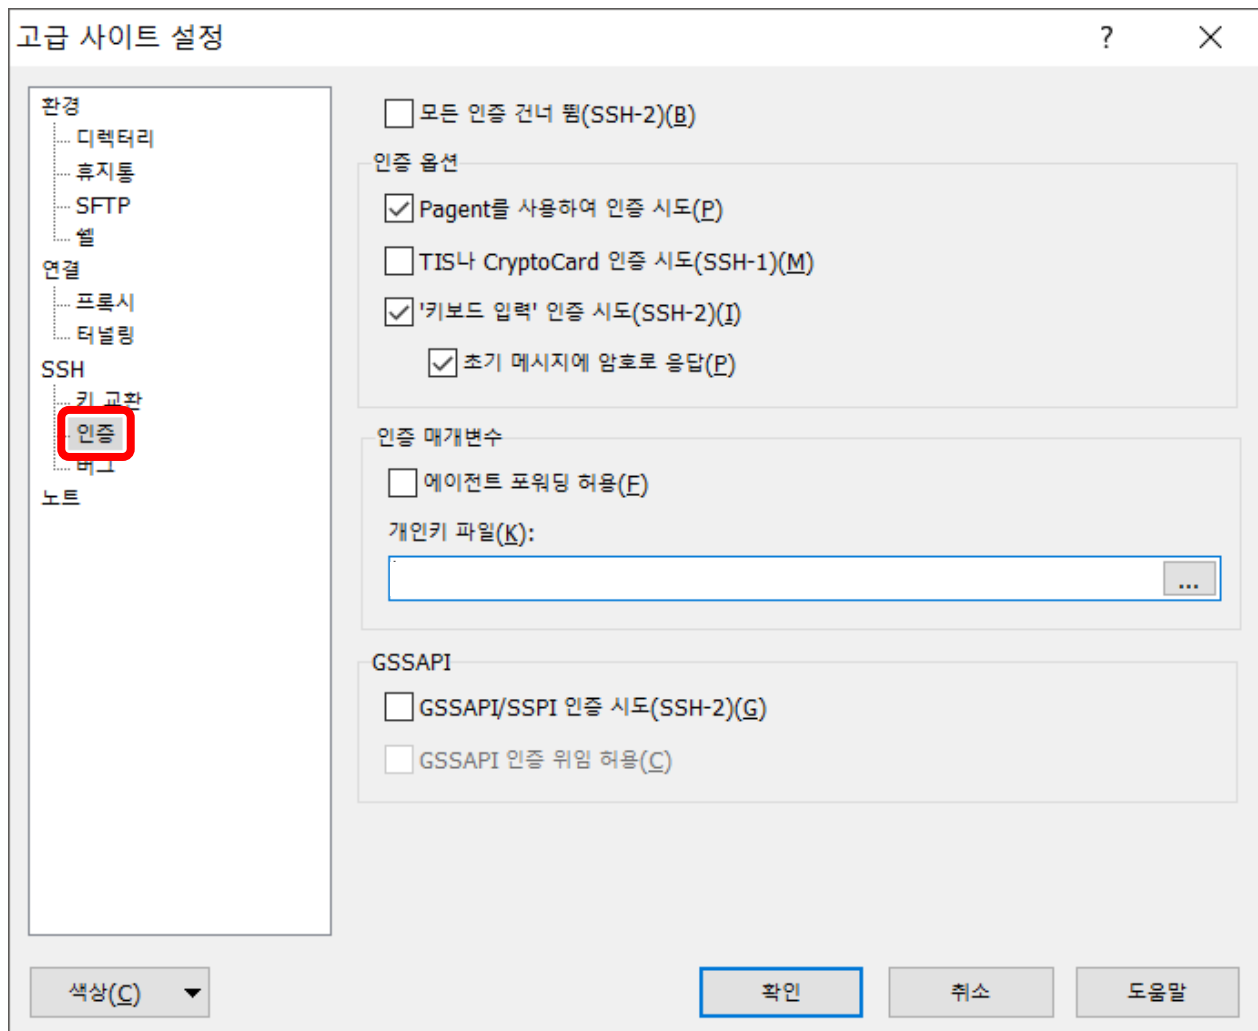 고급 사이트 설정
?
환경
디렉터리
휴지통
SFTP
쉘
연결
프록시
터널링
SSH
키 교환
인증
버그
노트
모든 인증 건너 뜀(SSH-2)(B)
인증 옵션
Pagent를 사용하여 인증 시도(P)
TIS나 CryptoCard 인증 시도(SSH-1)(M)
'키보드 입력' 인증 시도(SSH-2)(I)
초기 메시지에 암호로 응답(P)
인증 매개변수
에이전트 포워딩 허용(F)
개인키 파일(K):
...
GSSAPI
GSSAPI/SSPI 인증 시도(SSH-2)(G)
GSSAPI 인증 위임 허용(C)
색상(C)
확인
취소
도움말